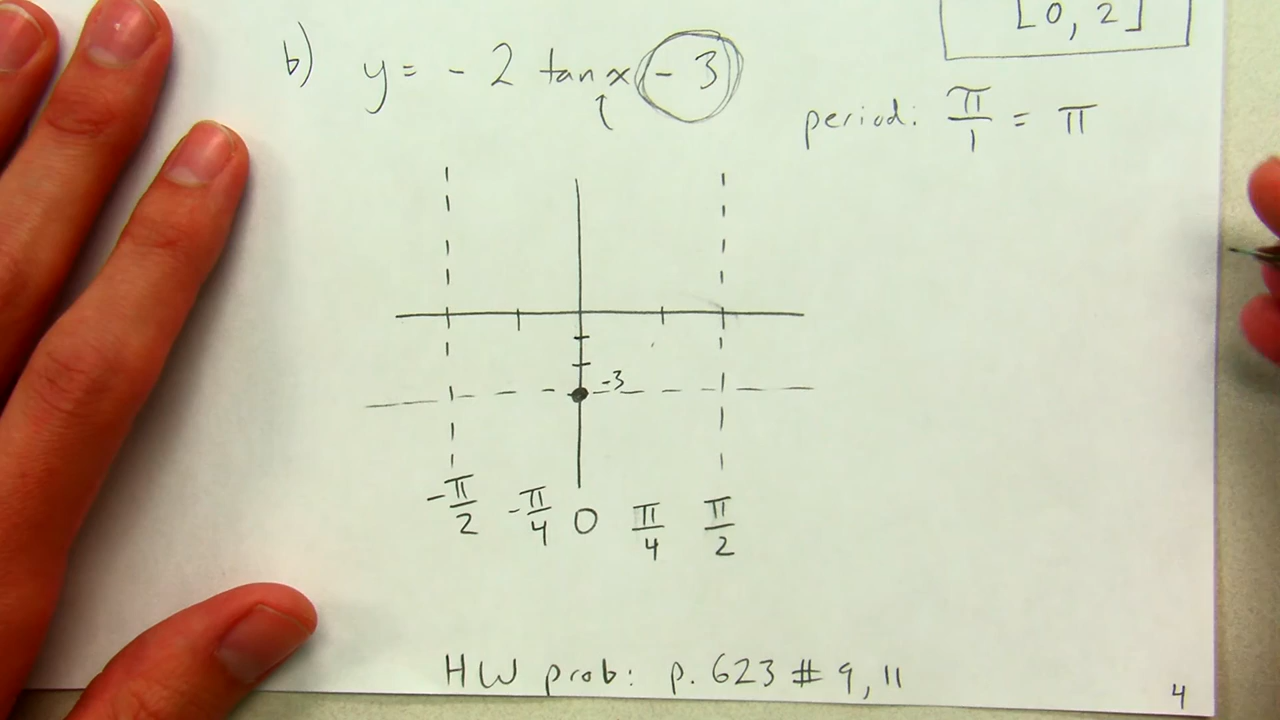 [0, 2]
b) y = - 2 tan x - 3
period: π/1 = π
-3
-π/2 -π/4 0 π/4 π/2
HW prob: p. 623 # 9, 11
4